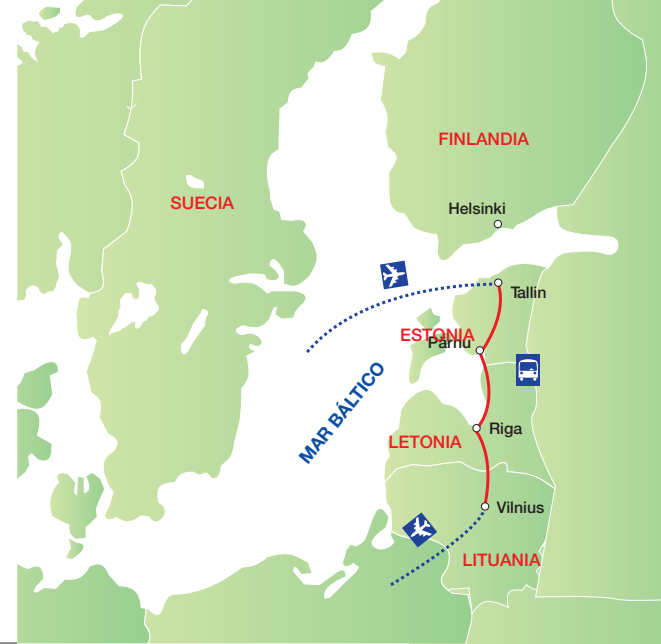 FINLANDIA
SUECIA
Helsinki
Tallin
ESTONIA
Pärnu
MAR BÁLTICO
Riga
LETONIA
Vilnius
LITUANIA